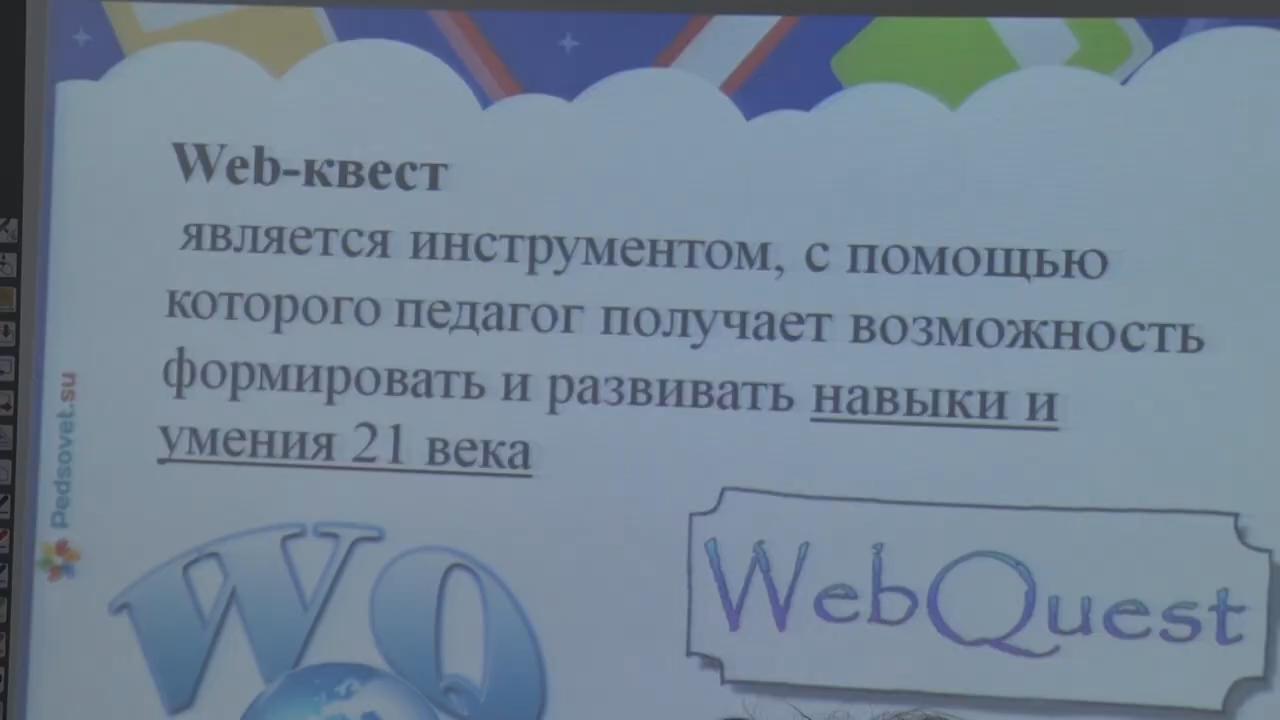 Web-квест
является инструментом, с помощью
которого педагог получает возможность
формировать и развивать навыки и
умения 21 века
Pedsovet.su
WQ
WebQuest